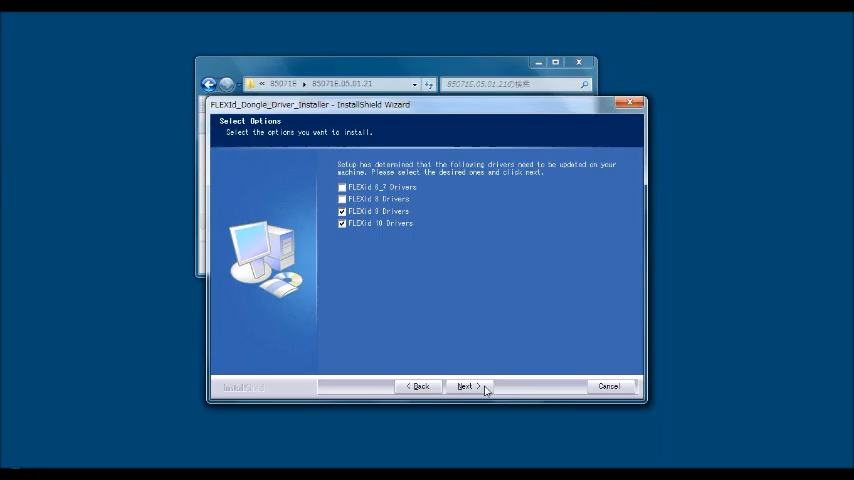 85071E ▸ 85071E.05.01.21
85071E.05.01.21の検索
FLEXId_Dongle_Driver_Installer - InstallShield Wizard
Select Options
Select the options you want to install.
Setup has determined that the following drivers need to be updated on your
machine. Please select the desired ones and click next.
FLEXid 6_7 Drivers
FLEXid 8 Drivers
FLEXid 9 Drivers
FLEXid 10 Drivers
InstallShield
< Back
Next >
Cancel